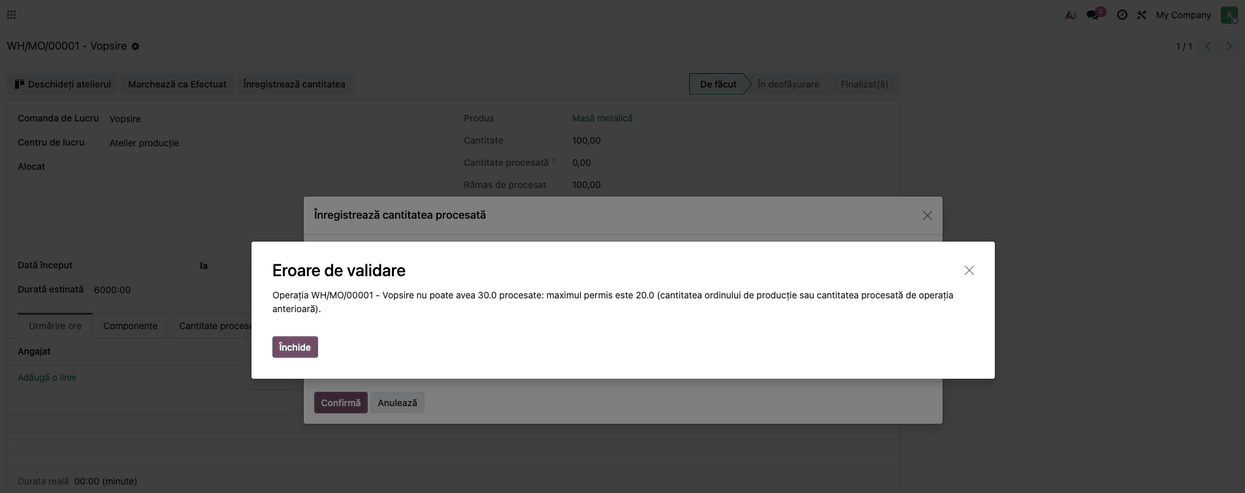 7
My Company
A
WH/MO/00001 - Vopsire
1 / 1
Deschideți atelierul
Marchează ca Efectuat
Înregistrează cantitatea
De făcut
În desfășurare
Finalizat(ă)
Comanda de Lucru Vopsire
Produs Masă metalică
Centru de lucru Atelier producție
Cantitate 100,00
Alocat
Cantitate procesată ? 0,00
Rămas de procesat 100,00
Înregistrează cantitatea procesată
Eroare de validare
Operația WH/MO/00001 - Vopsire nu poate avea 30.0 procesate: maximul permis este 20.0 (cantitatea ordinului de producție sau cantitatea procesată de operația
anterioară).
Închide
Dată început la
Durată estimată 6000:00
Urmărire ore
Componente
Cantitate procesa
Angajat
Adăugă o linie
Confirmă
Anulează
Durata reală 00:00 (minute)